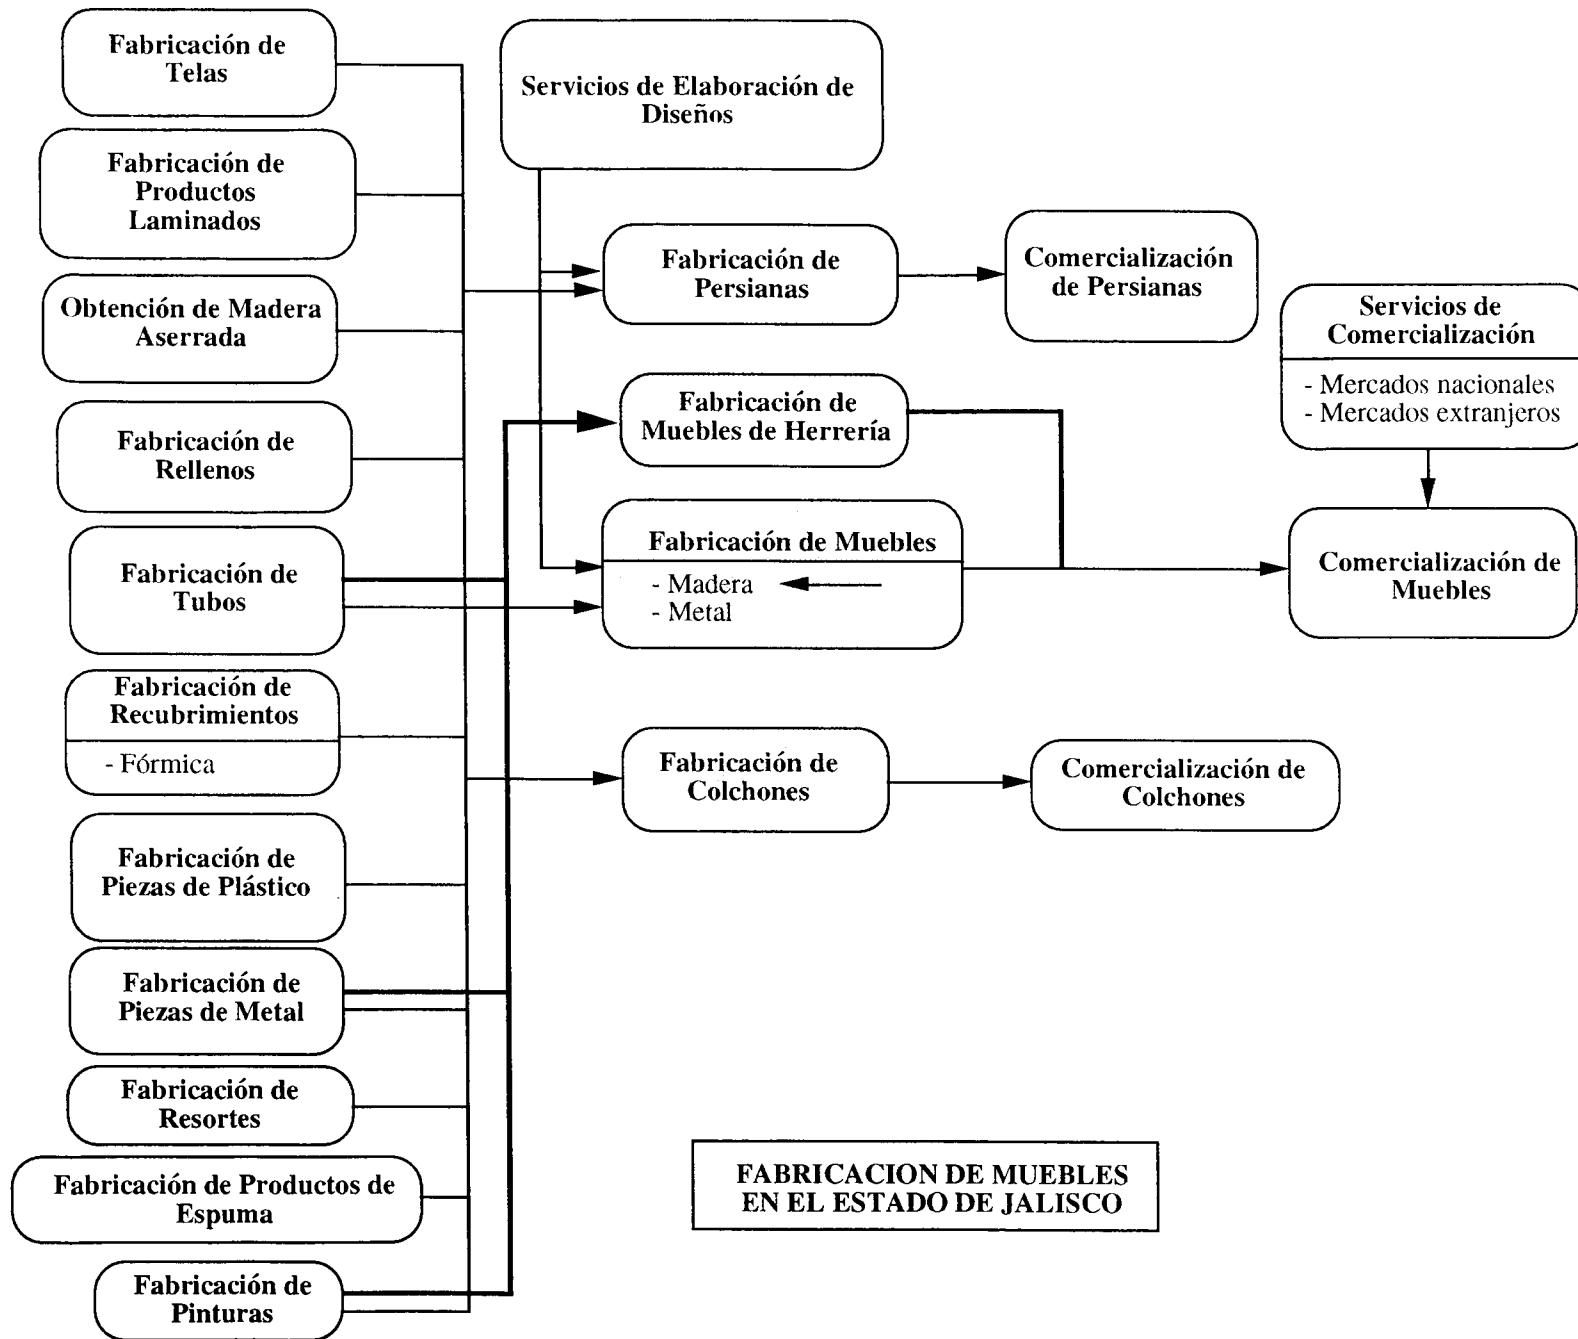 Fabricación de
Telas
Fabricación de
Productos
Laminados
Obtención de Madera
Aserrada
Fabricación de
Rellenos
Fabricación de
Tubos
Fabricación de
Recubrimientos
- Fórmica
Fabricación de
Piezas de Plástico
Fabricación de
Piezas de Metal
Fabricación de
Resortes
Fabricación de Productos de
Espuma
Fabricación de
Pinturas
Servicios de Elaboración de
Diseños
Fabricación de
Persianas
Fabricación de
Muebles de Herrería
Fabricación de Muebles
- Madera
- Metal
Fabricación de
Colchones
Comercialización
de Persianas
Servicios de
Comercialización
- Mercados nacionales
- Mercados extranjeros
Comercialización de
Muebles
Comercialización de
Colchones
FABRICACION DE MUEBLES
EN EL ESTADO DE JALISCO